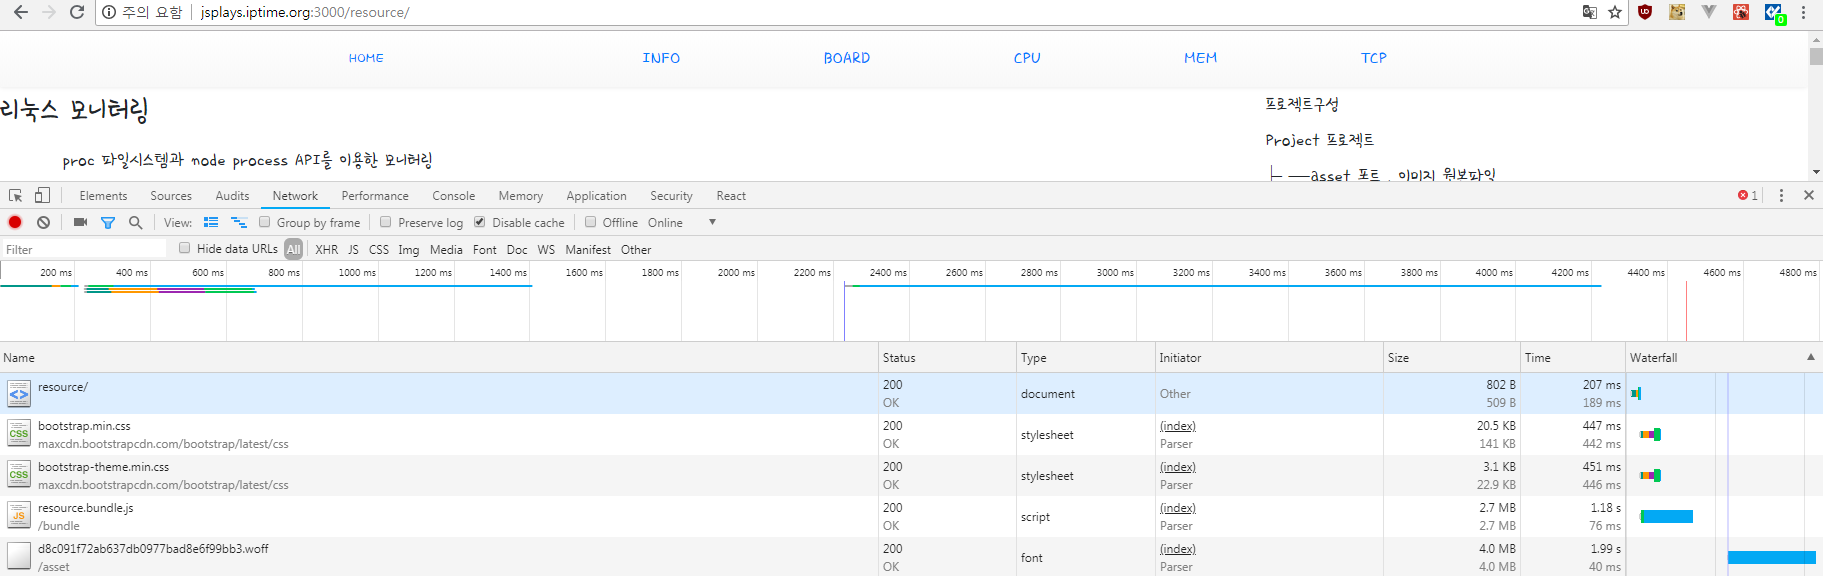 주의 요함 jsplays.iptime.org:3000/resource/
0
HOME INFO BOARD CPU MEM TCP
리눅스 모니터링
프로젝트구성
Project 프로젝트
proc 파일시스템과 node process API를 이용한 모니터링
├ ──asset 폰트 , 이미지 원보파일
Elements Sources Audits Network Performance Console Memory Application Security React 1
View: Group by frame Preserve log Disable cache Offline Online
Filter Hide data URLs All XHR JS CSS Img Media Font Doc WS Manifest Other
200 ms 400 ms 600 ms 800 ms 1000 ms 1200 ms 1400 ms 1600 ms 1800 ms 2000 ms 2200 ms 2400 ms 2600 ms 2800 ms 3000 ms 3200 ms 3400 ms 3600 ms 3800 ms 4000 ms 4200 ms 4400 ms 4600 ms 4800 ms
Name Status Type Initiator Size Time Waterfall
resource/ 200 document Other 802 B 207 ms
OK 509 B 189 ms
bootstrap.min.css 200 stylesheet (index) 20.5 KB 447 ms
maxcdn.bootstrapcdn.com/bootstrap/latest/css OK Parser 141 KB 442 ms
bootstrap-theme.min.css 200 stylesheet (index) 3.1 KB 451 ms
maxcdn.bootstrapcdn.com/bootstrap/latest/css OK Parser 22.9 KB 446 ms
resource.bundle.js 200 script (index) 2.7 MB 1.18 s
/bundle OK Parser 2.7 MB 76 ms
d8c091f72ab637db0977bad8e6f99bb3.woff 200 font (index) 4.0 MB 1.99 s
/asset OK Parser 4.0 MB 40 ms